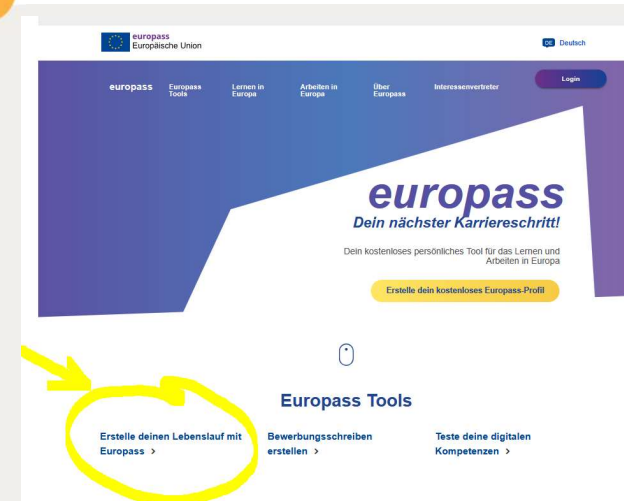 europass
Europäische Union
DE Deutsch
europass
Europass Tools
Lernen in Europa
Arbeiten in Europa
Über Europass
Interessenvertreter
Login
europass
Dein nächster Karriereschritt!
Dein kostenloses persönliches Tool für das Lernen und
Arbeiten in Europa
Erstelle dein kostenloses Europass-Profil
Europass Tools
Erstelle deinen Lebenslauf mit
Europass >
Bewerbungsschreiben
erstellen >
Teste deine digitalen
Kompetenzen >